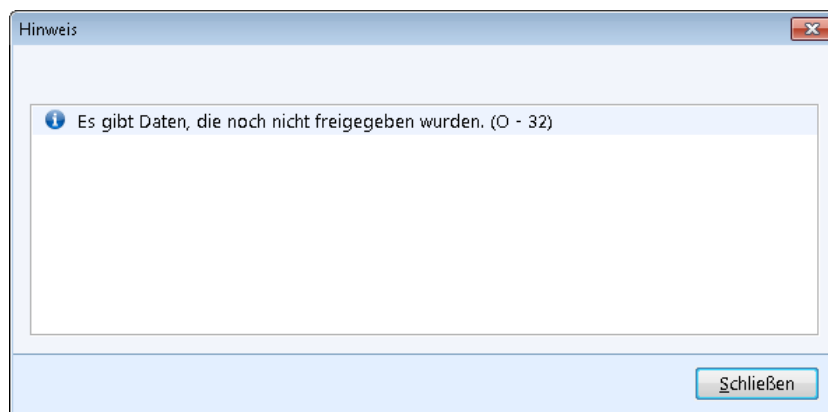 Hinweis
Es gibt Daten, die noch nicht freigegeben wurden. (O - 32)
Schließen